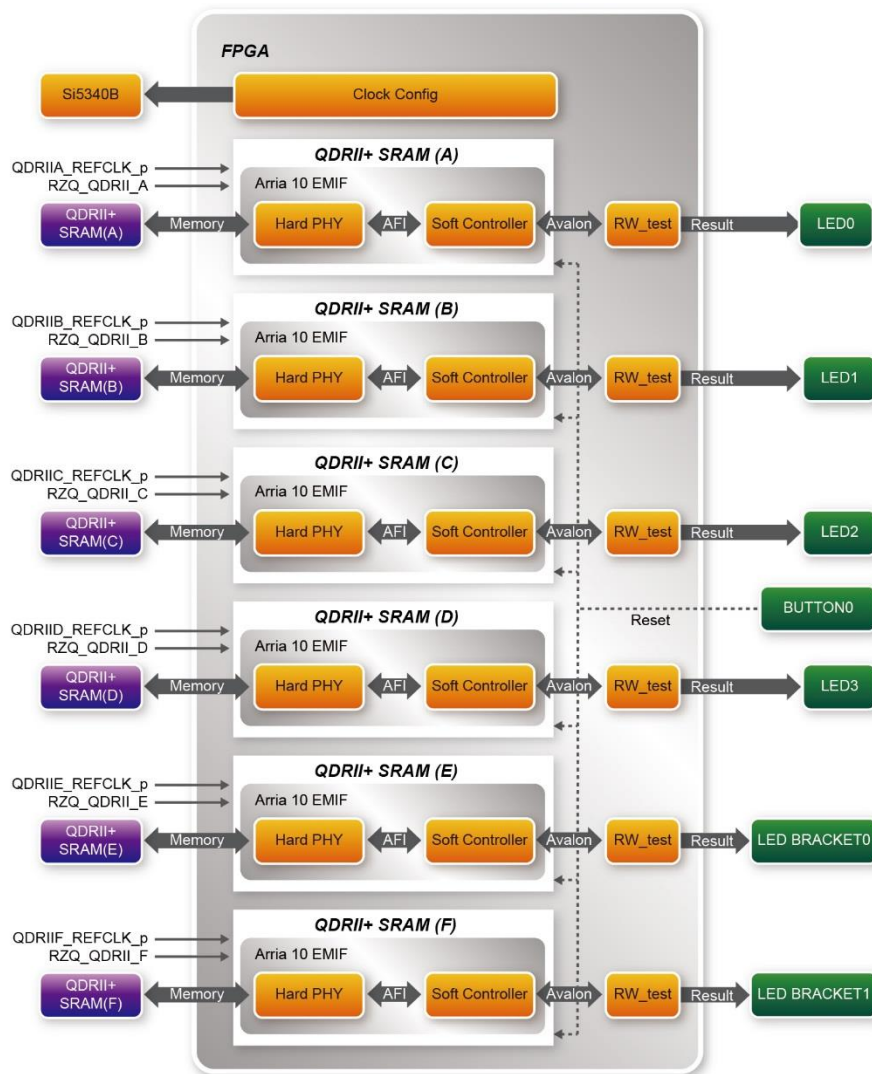 FPGA
Si5340B
Clock Config
QDRII+ SRAM (A)
QDRIIA_REFCLK_p
RZQ_QDRII_A
Arria 10 EMIF
QDRII+
SRAM(A)
Memory
Hard PHY
AFI
Soft Controller
Avalon
RW_test
Result
LED0
QDRII+ SRAM (B)
QDRIIB_REFCLK_p
RZQ_QDRII_B
Arria 10 EMIF
QDRII+
SRAM(B)
Memory
Hard PHY
AFI
Soft Controller
Avalon
RW_test
Result
LED1
QDRII+ SRAM (C)
QDRIIC_REFCLK_p
RZQ_QDRII_C
Arria 10 EMIF
QDRII+
SRAM(C)
Memory
Hard PHY
AFI
Soft Controller
Avalon
RW_test
Result
LED2
BUTTON0
Reset
QDRII+ SRAM (D)
QDRIID_REFCLK_p
RZQ_QDRII_D
Arria 10 EMIF
QDRII+
SRAM(D)
Memory
Hard PHY
AFI
Soft Controller
Avalon
RW_test
Result
LED3
QDRII+ SRAM (E)
QDRIIE_REFCLK_p
RZQ_QDRII_E
Arria 10 EMIF
QDRII+
SRAM(E)
Memory
Hard PHY
AFI
Soft Controller
Avalon
RW_test
Result
LED BRACKET0
QDRII+ SRAM (F)
QDRIIF_REFCLK_p
RZQ_QDRII_F
Arria 10 EMIF
QDRII+
SRAM(F)
Memory
Hard PHY
AFI
Soft Controller
Avalon
RW_test
Result
LED BRACKET1